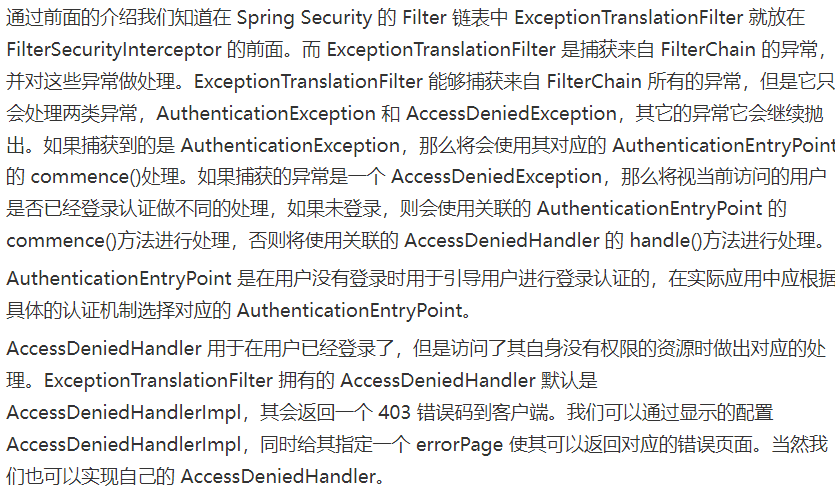 通过前面的介绍我们知道在 Spring Security 的 Filter 链表中 ExceptionTranslationFilter 就放在
FilterSecurityInterceptor 的前面。而 ExceptionTranslationFilter 是捕获来自 FilterChain 的异常，
并对这些异常做处理。ExceptionTranslationFilter 能够捕获来自 FilterChain 所有的异常，但是它只
会处理两类异常，AuthenticationException 和 AccessDeniedException，其它的异常它会继续抛
出。如果捕获到的是 AuthenticationException，那么将会使用其对应的 AuthenticationEntryPoint
的 commence()处理。如果捕获的异常是一个 AccessDeniedException，那么将视当前访问的用户
是否已经登录认证做不同的处理，如果未登录，则会使用关联的 AuthenticationEntryPoint 的
commence()方法进行处理，否则将使用关联的 AccessDeniedHandler 的 handle()方法进行处理。
AuthenticationEntryPoint 是在用户没有登录时用于引导用户进行登录认证的，在实际应用中应根据
具体的认证机制选择对应的 AuthenticationEntryPoint。
AccessDeniedHandler 用于在用户已经登录了，但是访问了其自身没有权限的资源时做出对应的处
理。ExceptionTranslationFilter 拥有的 AccessDeniedHandler 默认是
AccessDeniedHandlerImpl，其会返回一个 403 错误码到客户端。我们可以通过显示的配置
AccessDeniedHandlerImpl，同时给其指定一个 errorPage 使其可以返回对应的错误页面。当然我
们也可以实现自己的 AccessDeniedHandler。